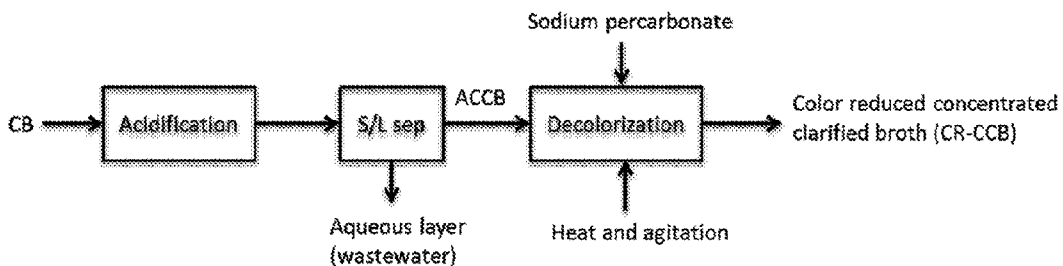 Sodium percarbonate
CB
Acidification
S/L sep
ACCB
Decolorization
Color reduced concentrated
clarified broth (CR-CCB)
Aqueous layer
(wastewater)
Heat and agitation